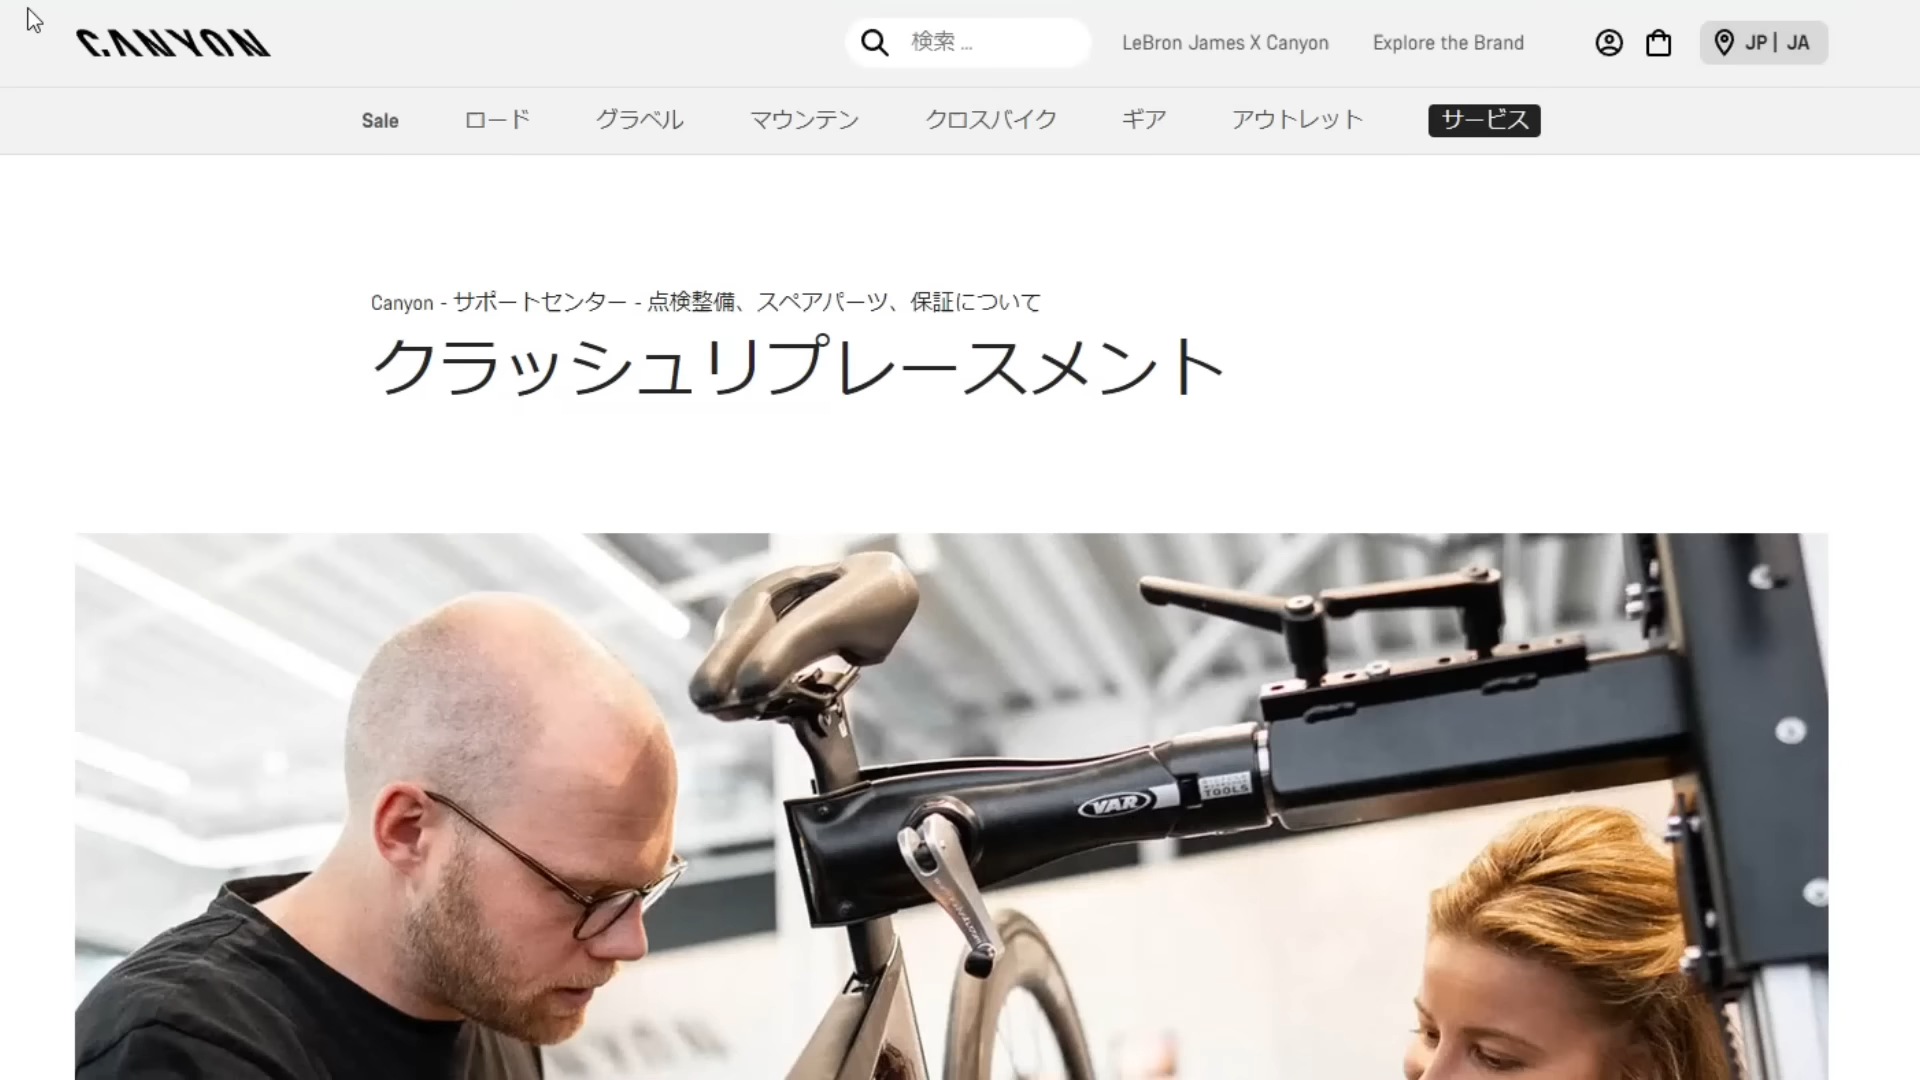 CANYON
検索 ...
LeBron James X Canyon
Explore the Brand
JP | JA
Sale
ロード
グラベル
マウンテン
クロスバイク
ギア
アウトレット
サービス
Canyon - サポートセンター - 点検整備、スペアパーツ、保証について
クラッシュリプレースメント
VAR
TOOLS